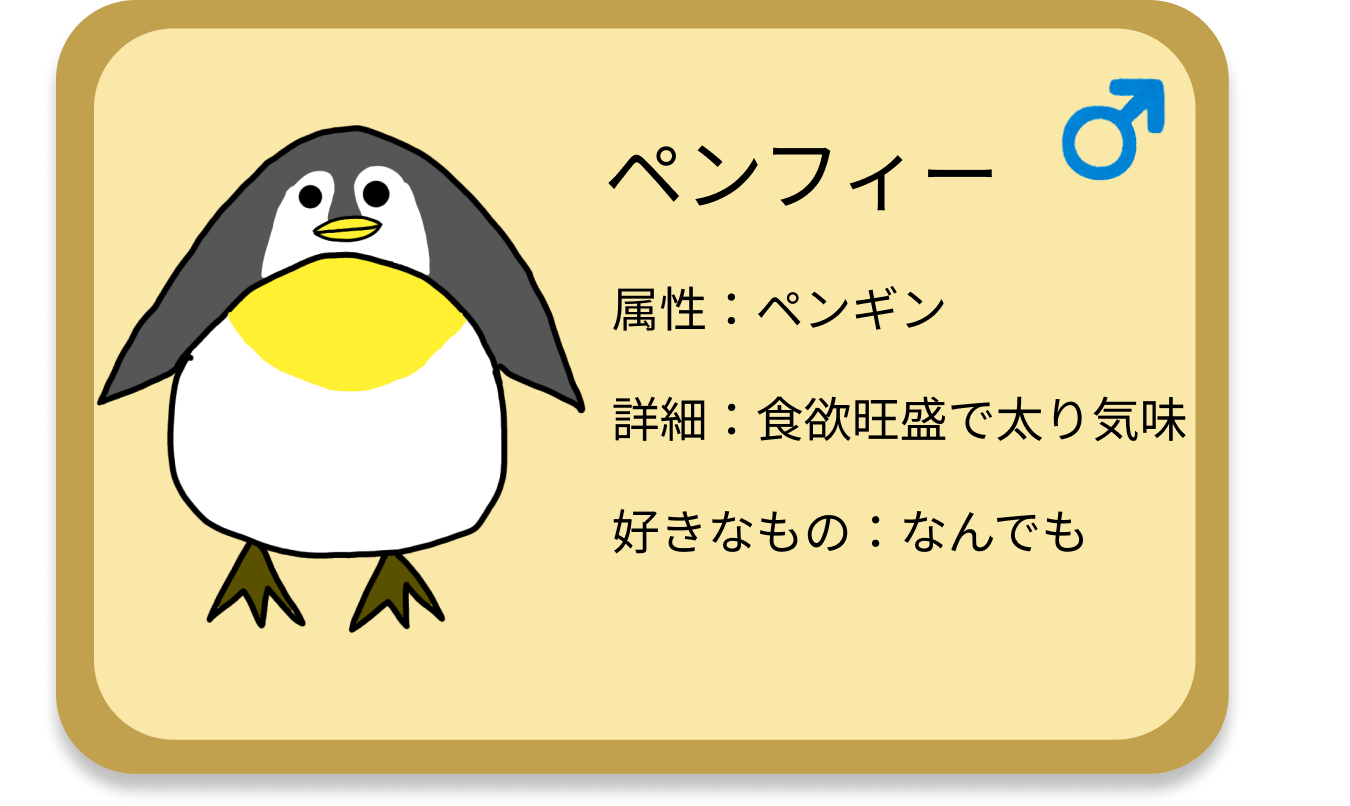 ペンフィー
属性：ペンギン
詳細：食欲旺盛で太り気味
好きなもの：なんでも